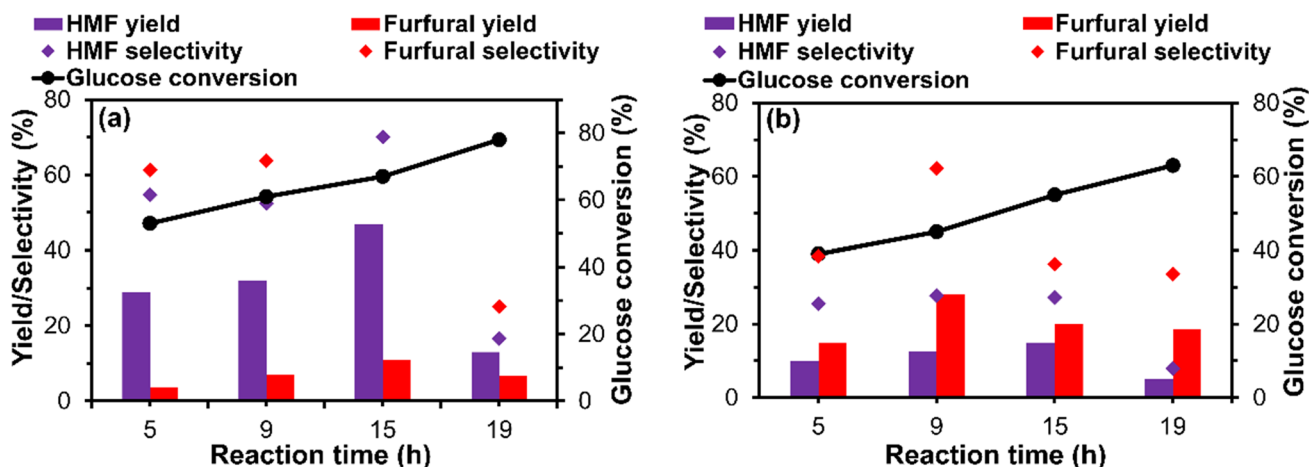 HMF yield
Furfural yield
HMF selectivity
Furfural selectivity
Glucose conversion
(a)
Yield/Selectivity (%)
80
60
40
20
0
Glucose conversion (%)
80
60
40
20
0
5 9 15 19
Reaction time (h)
HMF yield
Furfural yield
HMF selectivity
Furfural selectivity
Glucose conversion
(b)
Yield/Selectivity (%)
80
60
40
20
0
Glucose conversion (%)
80
60
40
20
0
5 9 15 19
Reaction time (h)